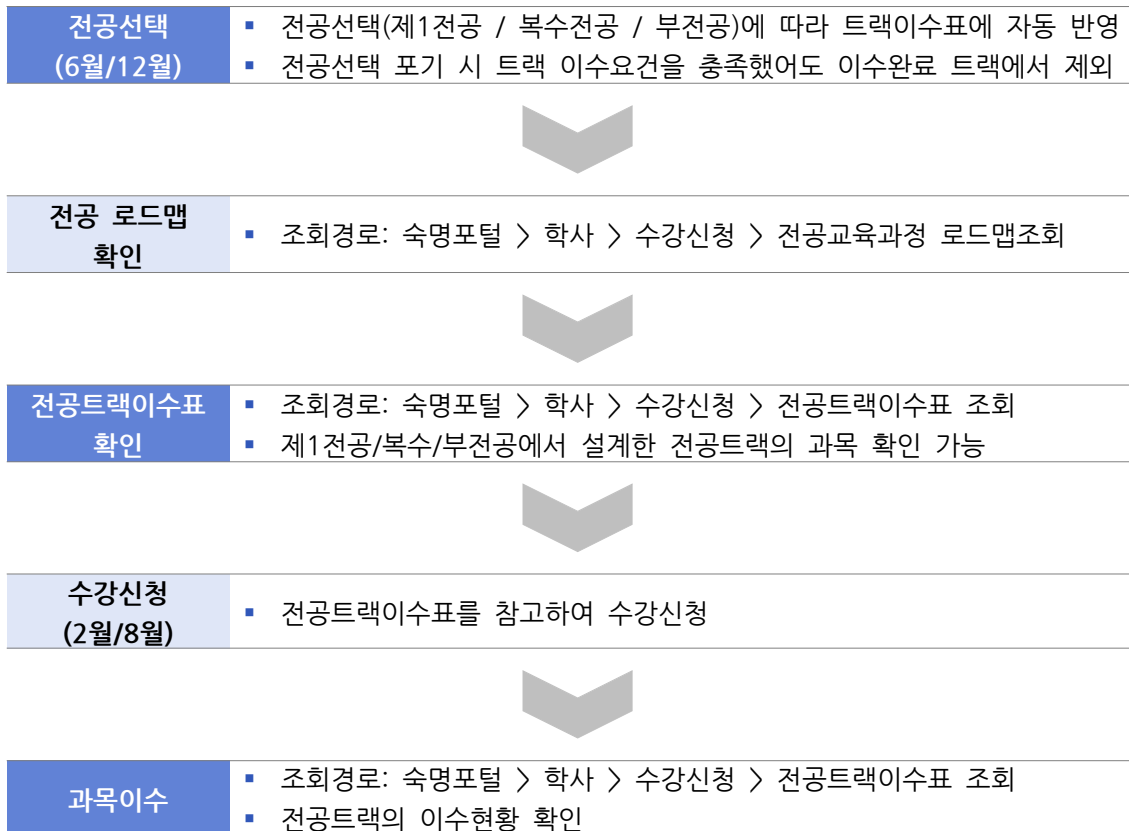 전공선택
(6월/12월)
▪ 전공선택(제1전공 / 복수전공 / 부전공)에 따라 트랙이수표에 자동 반영
▪ 전공선택 포기 시 트랙 이수요건을 충족했어도 이수완료 트랙에서 제외
전공 로드맵
확인
▪ 조회경로: 숙명포털 > 학사 > 수강신청 > 전공교육과정 로드맵조회
전공트랙이수표
확인
▪ 조회경로: 숙명포털 > 학사 > 수강신청 > 전공트랙이수표 조회
▪ 제1전공/복수/부전공에서 설계한 전공트랙의 과목 확인 가능
수강신청
(2월/8월)
▪ 전공트랙이수표를 참고하여 수강신청
과목이수
▪ 조회경로: 숙명포털 > 학사 > 수강신청 > 전공트랙이수표 조회
▪ 전공트랙의 이수현황 확인